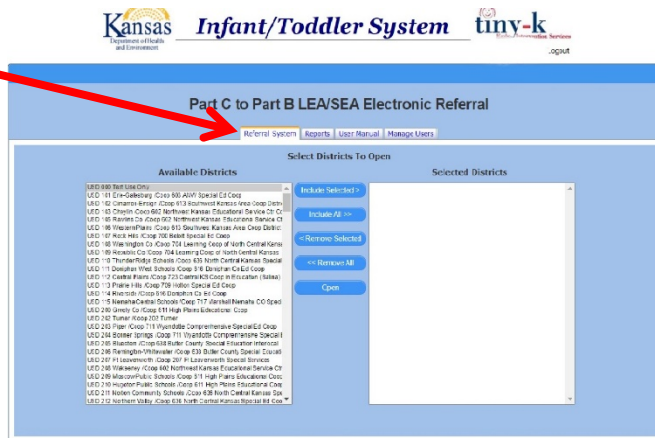 Kansas
Department of Health
and Environment
Infant/Toddler System
tiny-k
Services
Logout
Part C to Part B LEA/SEA Electronic Referral
Referral System Reports User Manual Manage Users
Select Districts To Open
Available Districts
Selected Districts
USD 000 Test Use Only
USD 101 Erie-Galesburg /Coop 603 ANW Special Ed Coop
USD 102 Cimarron-Ensign /Coop 613 Southwest Kansas Area Coop Distri
USD 103 Cheylin /Coop 602 Northwest Kansas Educational Service Ctr
USD 105 Rawlins Co /Coop 602 Northwest Kansas Educational Service Ct
USD 106 Western Plains /Coop 613 Southwest Kansas Area Coop District
USD 107 Rock Hills /Coop 700 Beloit Special Ed Coop
USD 108 Washington Co /Coop 704 Learning Coop of North Central Kansa
USD 109 Republic Co /Coop 704 Learning Coop of North Central Kansas
USD 110 Thunder Ridge Schools /Coop 636 North Central Kansas Special
USD 111 Doniphan West Schools /Coop 616 Doniphan Co Ed Coop
USD 112 Central Plains /Coop 723 Central KS Coop in Education (Salina)
USD 113 Prairie Hills /Coop 709 Holton Special Ed Coop
USD 114 Riverside /Coop 616 Doniphan Co Ed Coop
USD 115 Nemaha Central Schools /Coop 717 Marshall/Nemaha CO Sped
USD 200 Greely Co /Coop 611 High Plains Educational Coop
USD 202 Turner /Koop 202 Turner
USD 203 Piper /Coop 711 Wyandotte Comprehensive Special Ed Coop
USD 204 Bonner Springs /Coop 711 Wyandotte Comprehensive Special
USD 205 Bluestem /Coop 638 Butler County Special Education Interlocal
USD 206 Remington-Whitewater /Coop 638 Butler County Special Educati
USD 207 Ft Leavenworth /Coop 207 Ft Leavenworth Special Services
USD 208 Wakeeney /Coop 602 Northwest Kansas Educational Service Ctr
USD 209 Moscow Public Schools /Coop 611 High Plains Educational Coop
USD 210 Hugoton Public Schools /Coop 611 High Plains Educational Coop
USD 211 Norton Community Schools /Coop 636 North Central Kansas Spe
USD 212 Northern Valley /Coop 636 North Central Kansas Special Ed Coo
Include Selected >
Include All >>
< Remove Selected
<< Remove All
Open